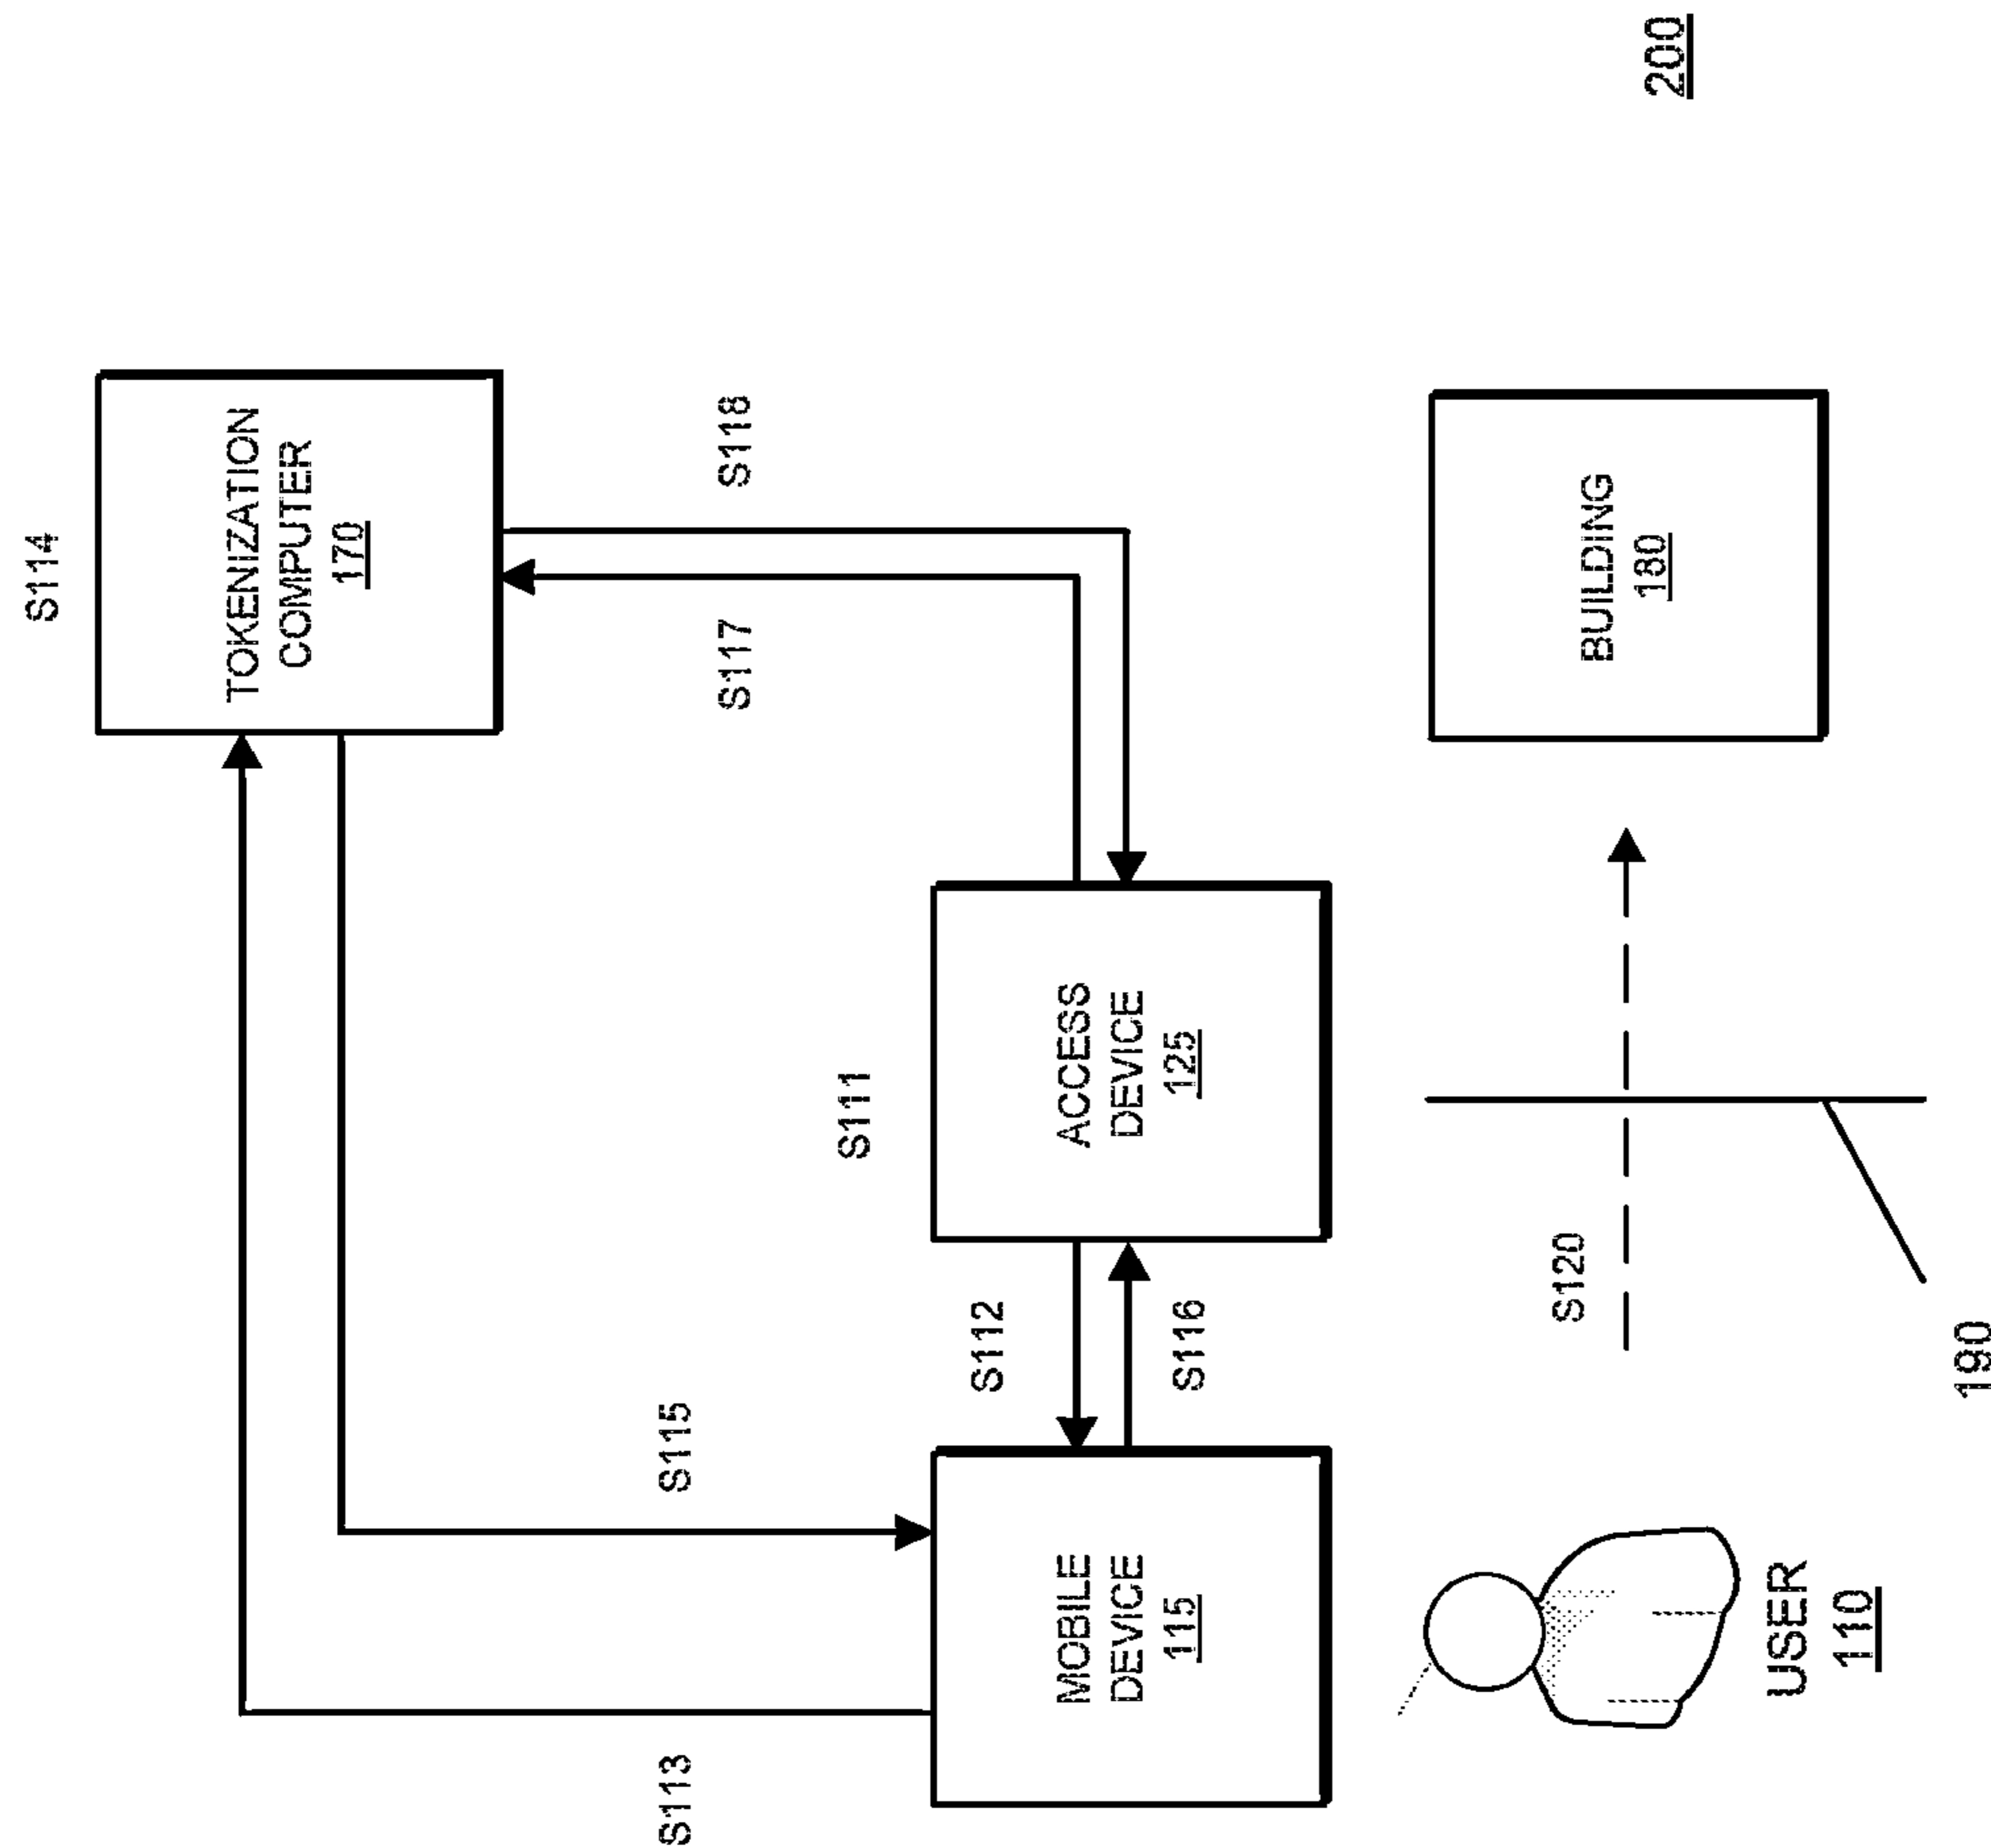 S114
TOKENIZATION
COMPUTER
170
S113
S115
S117
S118
S111
S112
S116
MOBILE
DEVICE
115
ACCESS
DEVICE
125
S120
BUILDING
180
USER
110
190
200